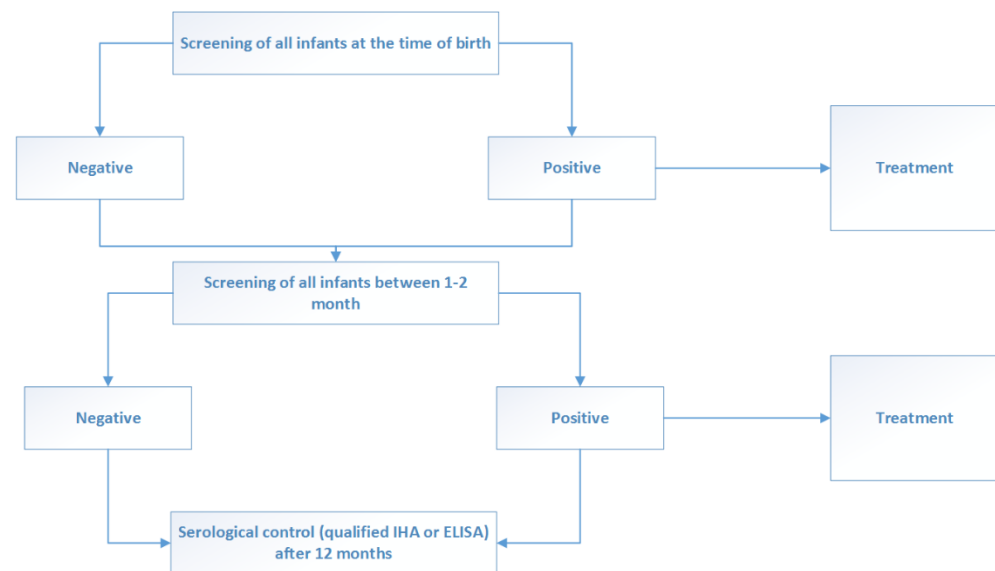 Screening of all infants at the time of birth
Negative
Positive
Treatment
Screening of all infants between 1-2
month
Negative
Positive
Treatment
Serological control (qualified IHA or ELISA)
after 12 months